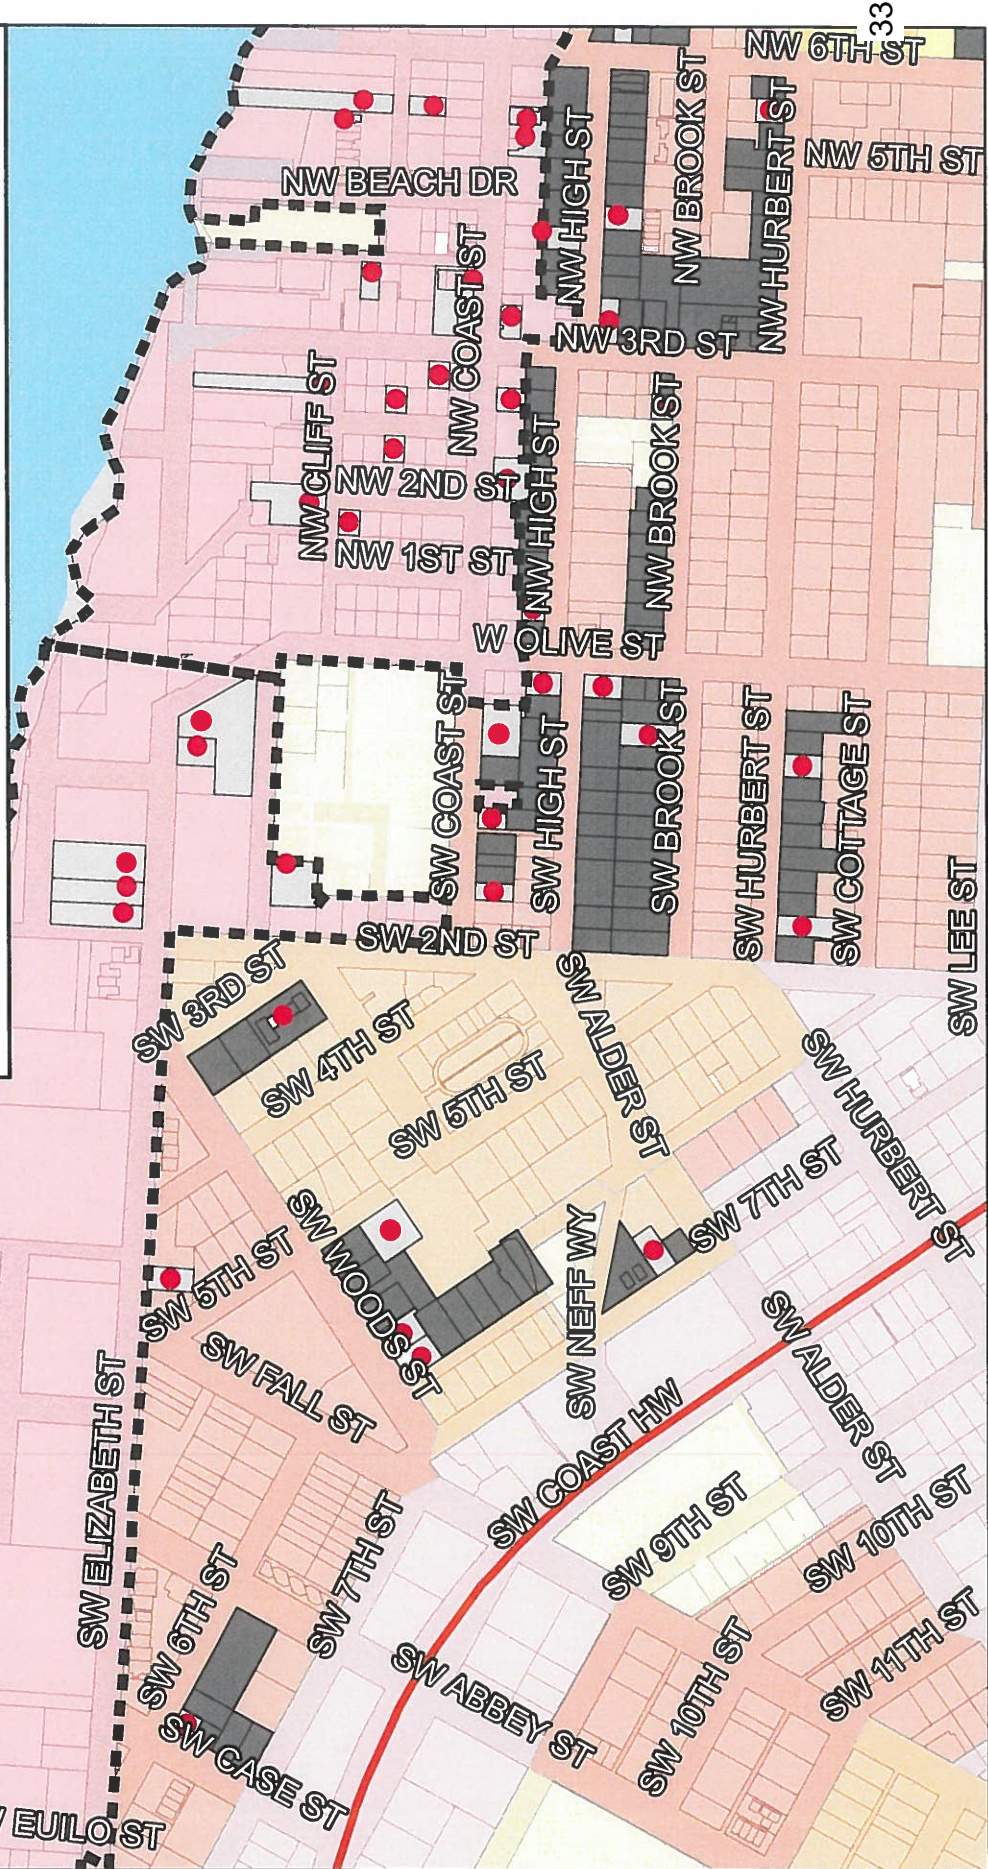 33
NW 6TH ST
NW HIGH ST
NW BROOK ST
NW HURBERT ST
NW 5TH ST
NW BEACH DR
NW COAST ST
NW 3RD ST
NW CLIFF ST
NW HIGH ST
NW BROOK ST
NW 2ND ST
NW 1ST ST
W OLIVE ST
SW COAST ST
SW HIGH ST
SW BROOK ST
SW HURBERT ST
SW COTTAGE ST
SW LEE ST
SW 2ND ST
SW 3RD ST
SW 4TH ST
SW 5TH ST
SW ALDER ST
SW HURBERT ST
SW 7TH ST
SW WOODS ST
SW NEFF WY
SW 5TH ST
SW FALL ST
SW ALDER ST
SW ELIZABETH ST
SW COAST HW
SW 9TH ST
SW 10TH ST
SW 7TH ST
SW 6TH ST
SW ABBEY ST
SW 10TH ST
SW 11TH ST
SW CASE ST
EUILO ST